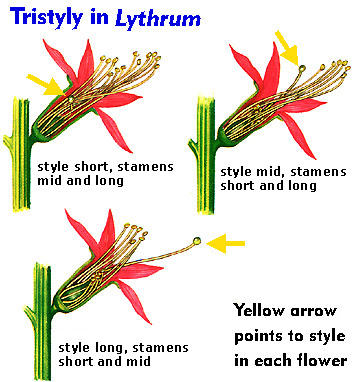 Tristyly in Lythrum
style short, stamens
mid and long
style mid, stamens
short and long
style long, stamens
short and mid
Yellow arrow
points to style
in each flower